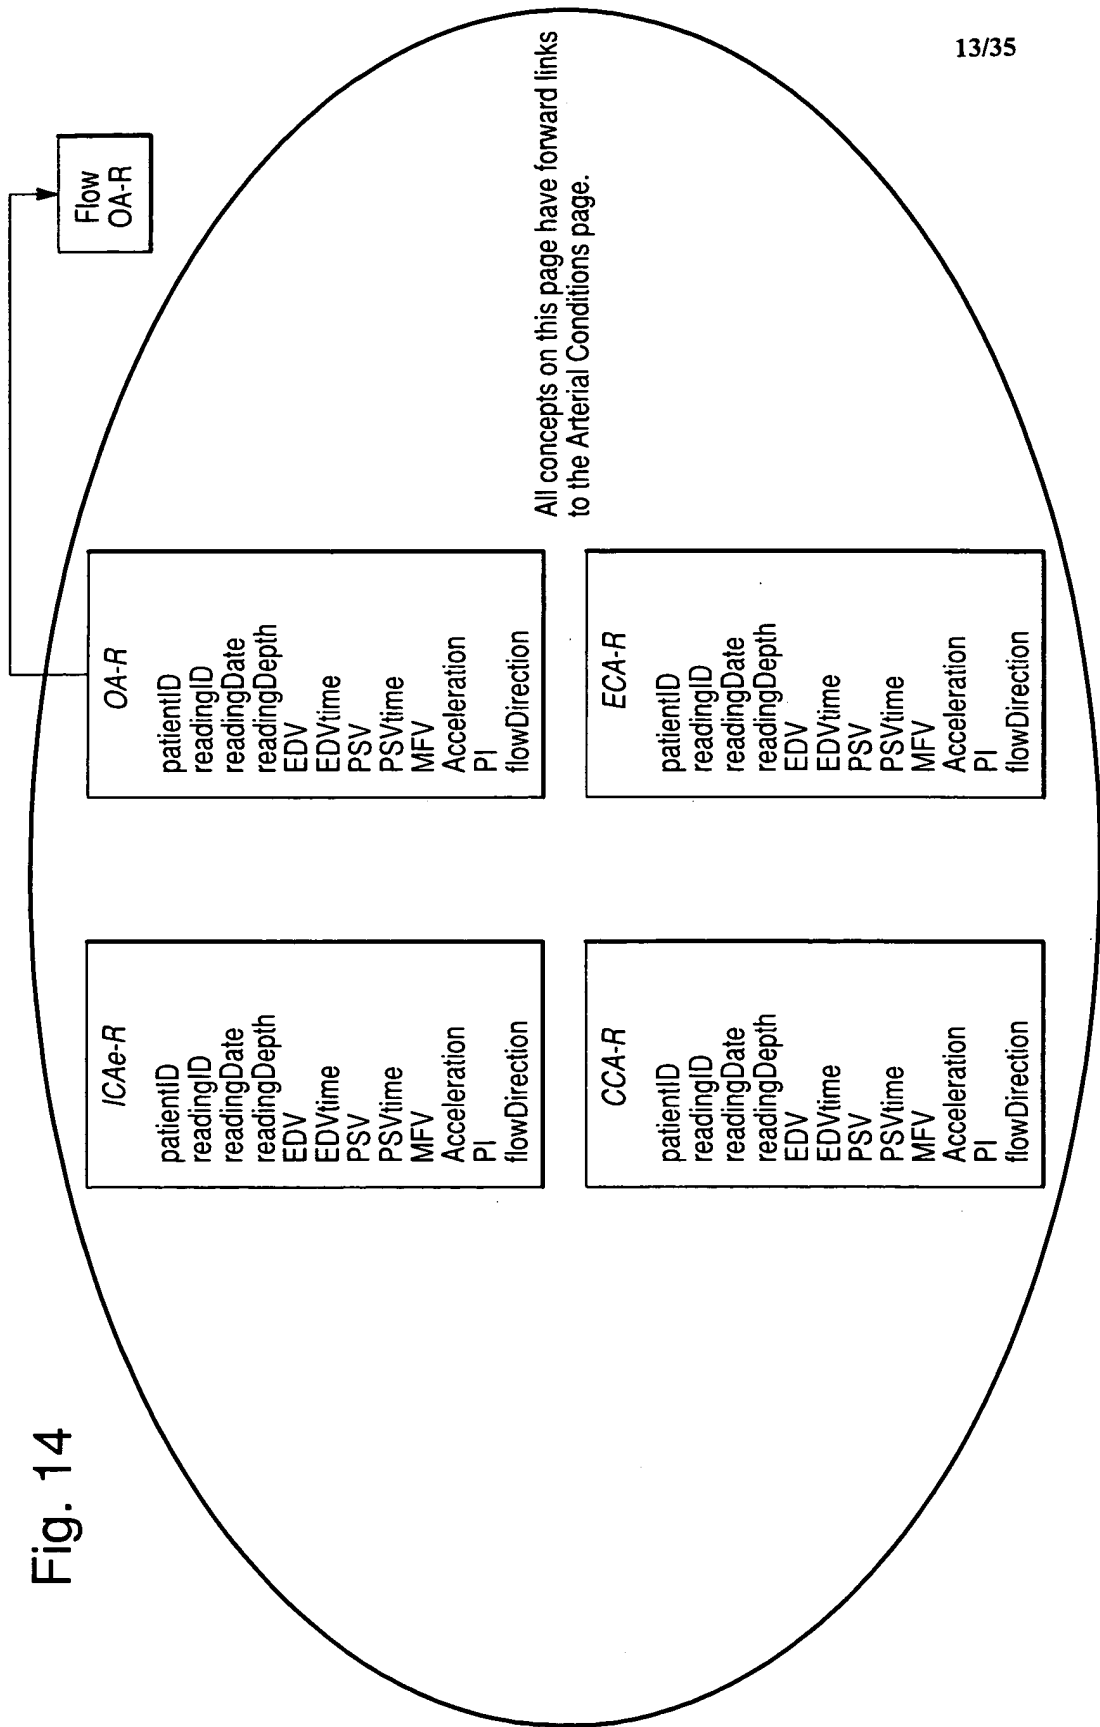 13/35
Fig. 14
Flow
OA-R
ICAe-R
patientID
readingID
readingDate
readingDepth
EDV
EDVtime
PSV
PSVtime
MFV
Acceleration
PI
flowDirection
OA-R
patientID
readingID
readingDate
readingDepth
EDV
EDVtime
PSV
PSVtime
MFV
Acceleration
PI
flowDirection
All concepts on this page have forward links
to the Arterial Conditions page.
CCA-R
patientID
readingID
readingDate
readingDepth
EDV
EDVtime
PSV
PSVtime
MFV
Acceleration
PI
flowDirection
ECA-R
patientID
readingID
readingDate
readingDepth
EDV
EDVtime
PSV
PSVtime
MFV
Acceleration
PI
flowDirection